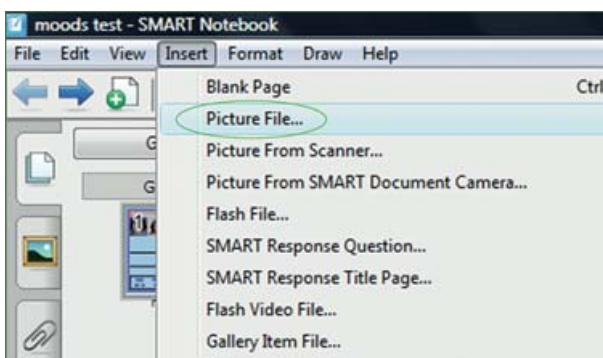 moods test - SMART Notebook
File Edit View Insert Format Draw Help
Blank Page Ctrl
Picture File...
G
Picture From Scanner...
Picture From SMART Document Camera...
G
Flash File...
SMART Response Question...
SMART Response Title Page...
Flash Video File...
Gallery Item File...